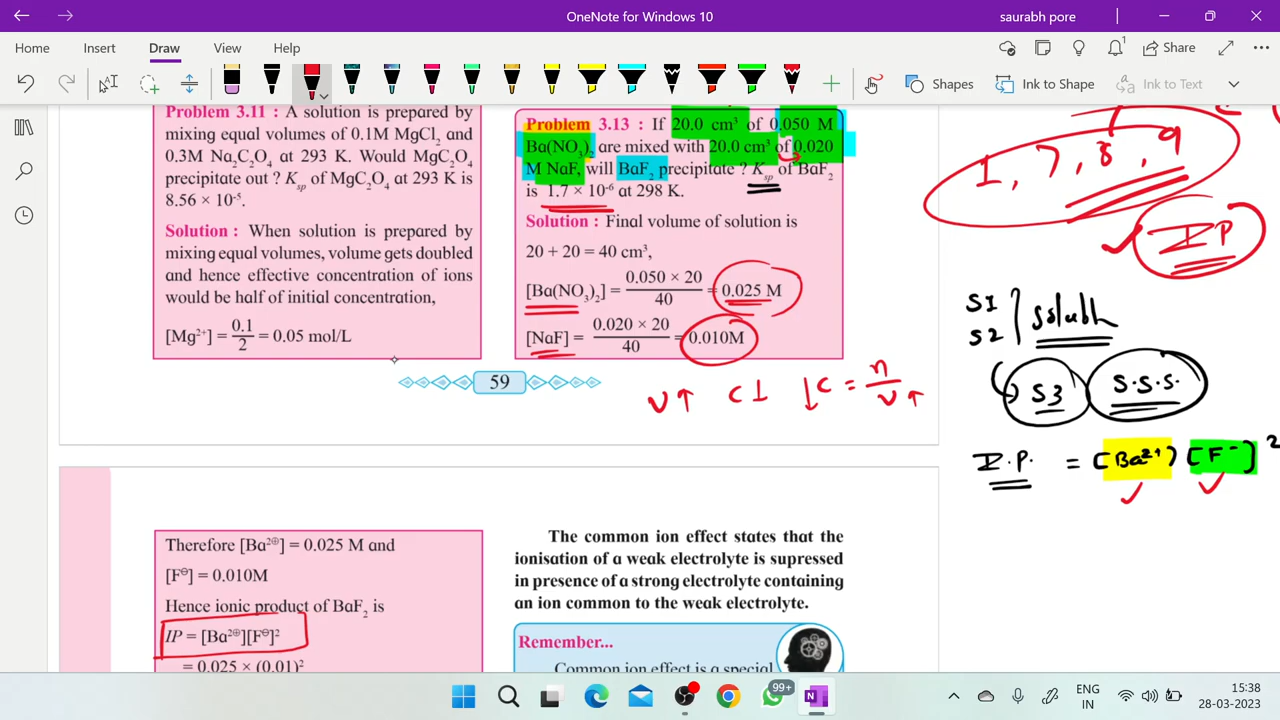 OneNote for Windows 10
saurabh pore
Home
Insert
Draw
View
Help
Share
Shapes
Ink to Shape
Ink to Text
Problem 3.11 : A solution is prepared by
mixing equal volumes of 0.1M MgCl2 and
0.3M Na2C2O4 at 293 K. Would MgC2O4
precipitate out ? Ksp of MgC2O4 at 293 K is
8.56 × 10-5.
Solution : When solution is prepared by
mixing equal volumes, volume gets doubled
and hence effective concentration of ions
would be half of initial concentration,
[Mg2+] = 0.1/2 = 0.05 mol/L
Problem 3.13 : If 20.0 cm3 of 0.050 M
Ba(NO3)2 are mixed with 20.0 cm3 of 0.020
M NaF, will BaF2 precipitate ? Ksp of BaF2
is 1.7 × 10-6 at 298 K.
Solution : Final volume of solution is
20 + 20 = 40 cm3,
[Ba(NO3)2] = 0.050 × 20/40 = 0.025 M
[NaF] = 0.020 × 20/40 = 0.010M
59
V↑ C↓ ↓C = n/V↑
1, 7, 8, 9
I P
S1
S2
S3 S.S.S.
I.P. = [Ba2+] [F-]2
Therefore [Ba2⊕] = 0.025 M and
[F⊖] = 0.010M
Hence ionic product of BaF2 is
IP = [Ba2⊕][F⊖]2
= 0.025 × (0.01)2
The common ion effect states that the
ionisation of a weak electrolyte is supressed
in presence of a strong electrolyte containing
an ion common to the weak electrolyte.
Remember...
Common ion effect is a special
99+
ENG
IN
15:38
28-03-2023